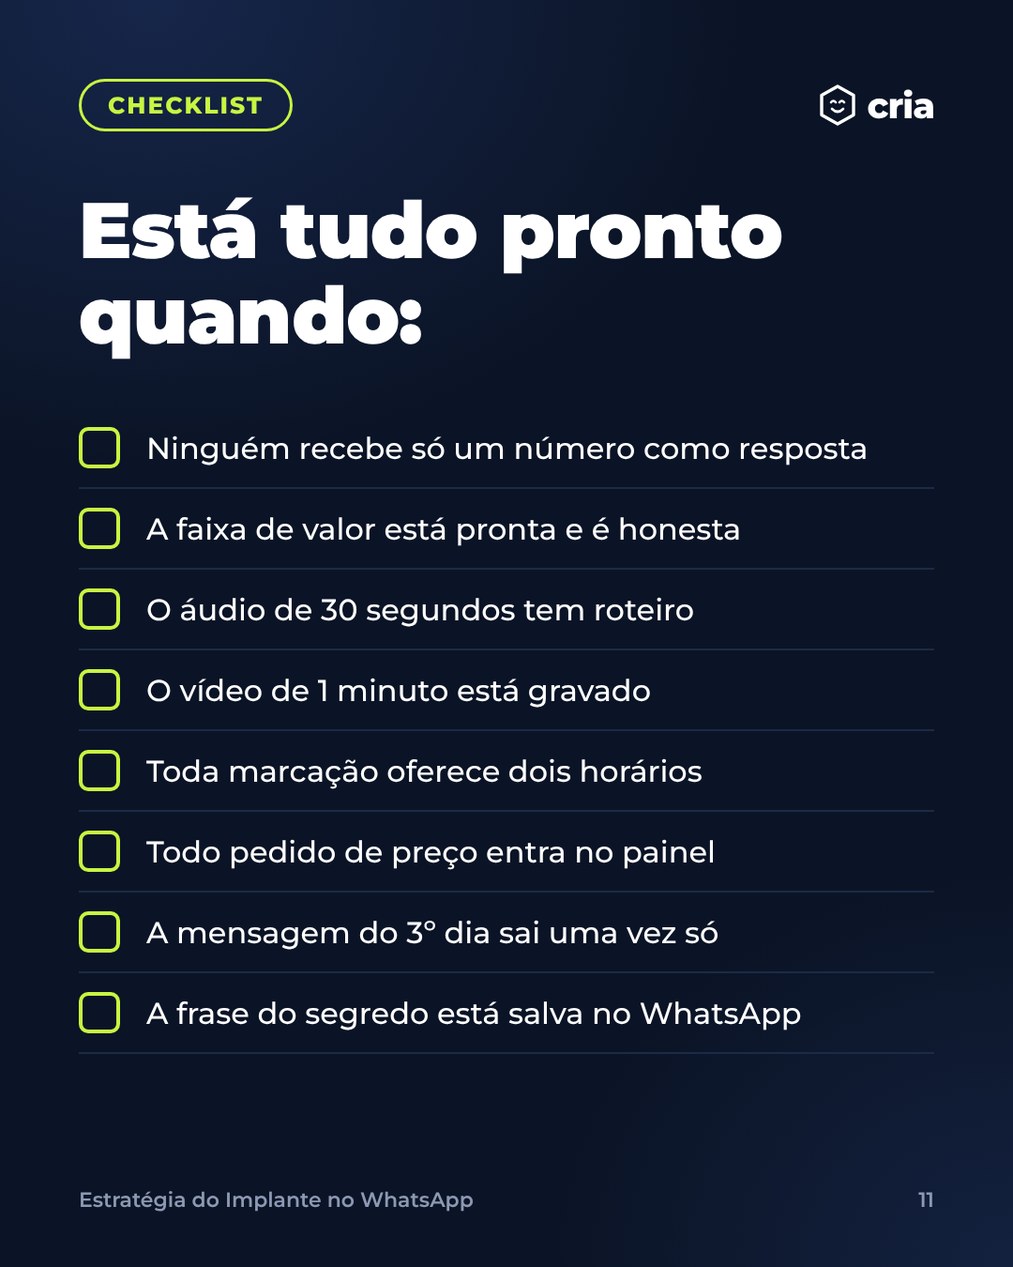 CHECKLIST
cria
Está tudo pronto
quando:
Ninguém recebe só um número como resposta
A faixa de valor está pronta e é honesta
O áudio de 30 segundos tem roteiro
O vídeo de 1 minuto está gravado
Toda marcação oferece dois horários
Todo pedido de preço entra no painel
A mensagem do 3º dia sai uma vez só
A frase do segredo está salva no WhatsApp
Estratégia do Implante no WhatsApp
11